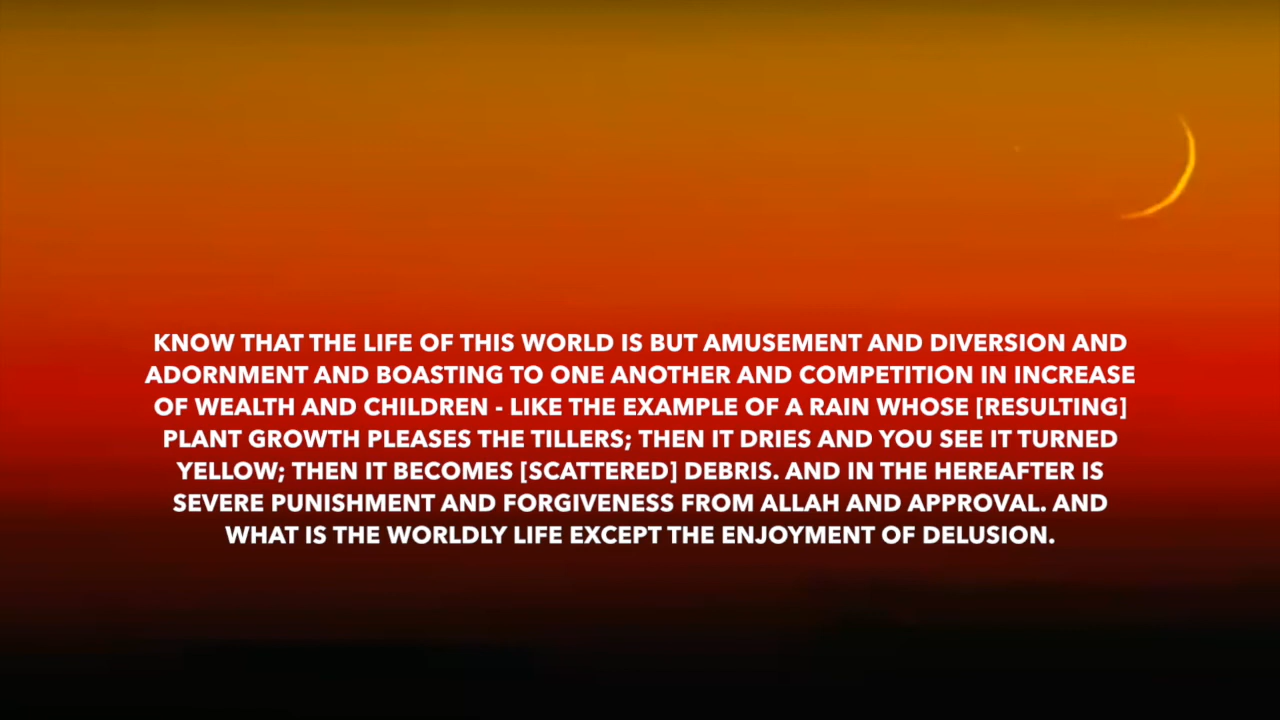 KNOW THAT THE LIFE OF THIS WORLD IS BUT AMUSEMENT AND DIVERSION AND
ADORNMENT AND BOASTING TO ONE ANOTHER AND COMPETITION IN INCREASE
OF WEALTH AND CHILDREN - LIKE THE EXAMPLE OF A RAIN WHOSE [RESULTING]
PLANT GROWTH PLEASES THE TILLERS; THEN IT DRIES AND YOU SEE IT TURNED
YELLOW; THEN IT BECOMES [SCATTERED] DEBRIS. AND IN THE HEREAFTER IS
SEVERE PUNISHMENT AND FORGIVENESS FROM ALLAH AND APPROVAL. AND
WHAT IS THE WORLDLY LIFE EXCEPT THE ENJOYMENT OF DELUSION.